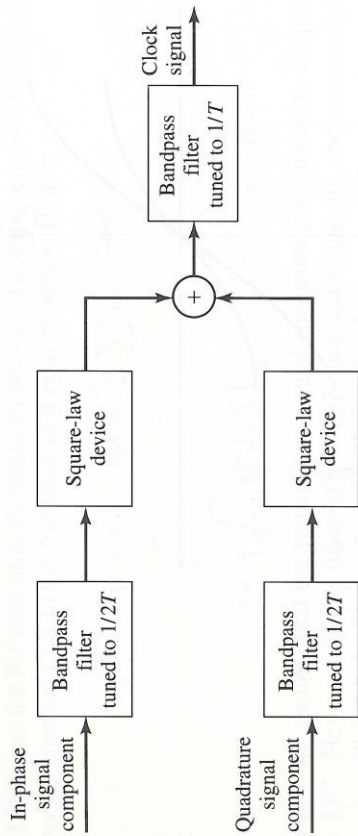 In-phase
signal
component
Bandpass
filter
tuned to 1/2T
Square-law
device
+
Bandpass
filter
tuned to 1/T
Clock
signal
Quadrature
signal
component
Bandpass
filter
tuned to 1/2T
Square-law
device